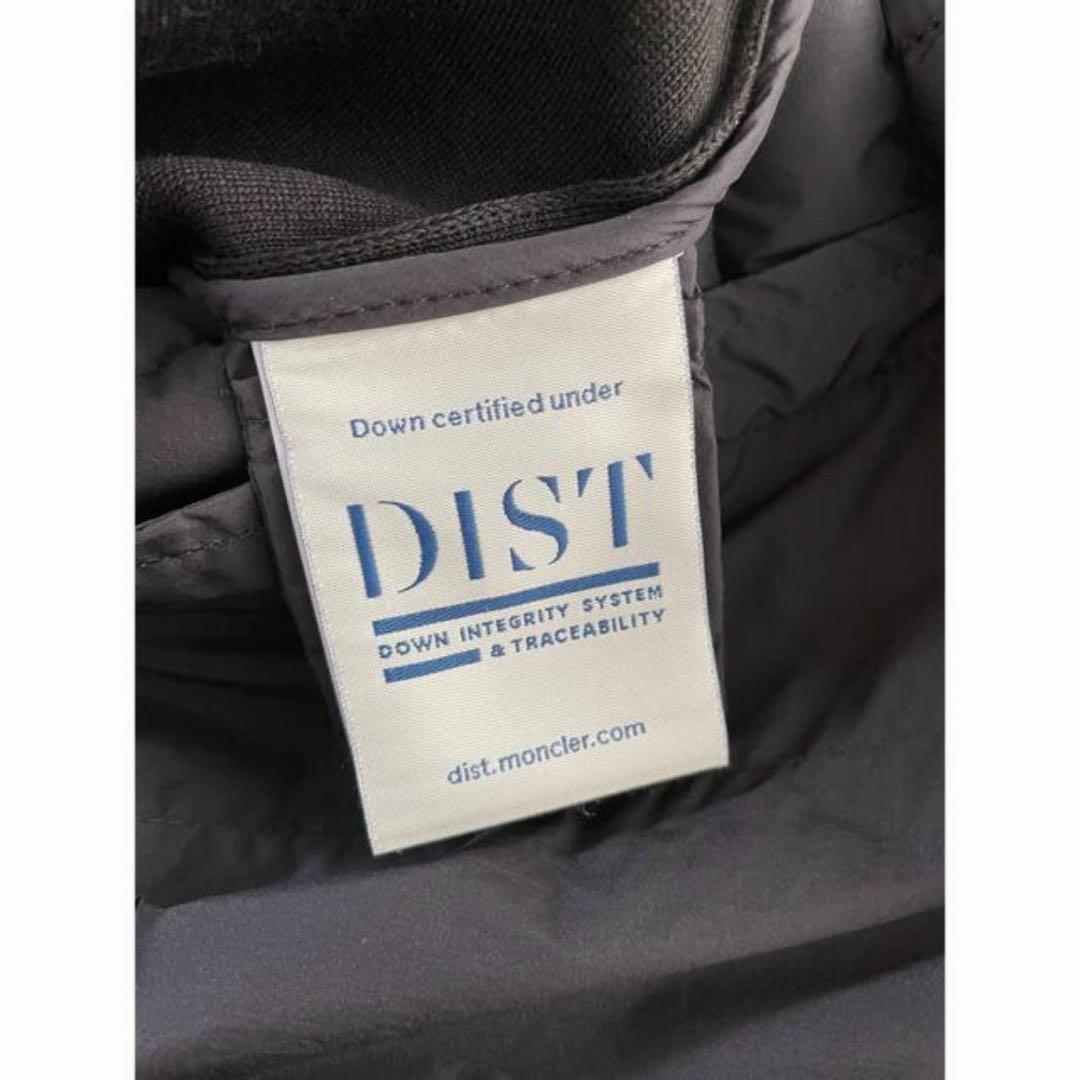 Down certified under
DIST
DOWN INTEGRITY SYSTEM
& TRACEABILITY
dist.moncler.com